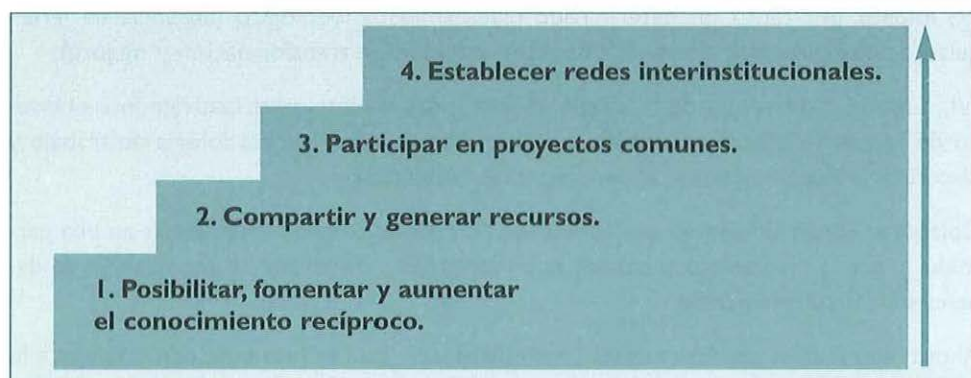 4. Establecer redes interinstitucionales.
3. Participar en proyectos comunes.
2. Compartir y generar recursos.
1. Posibilitar, fomentar y aumentar
el conocimiento recíproco.